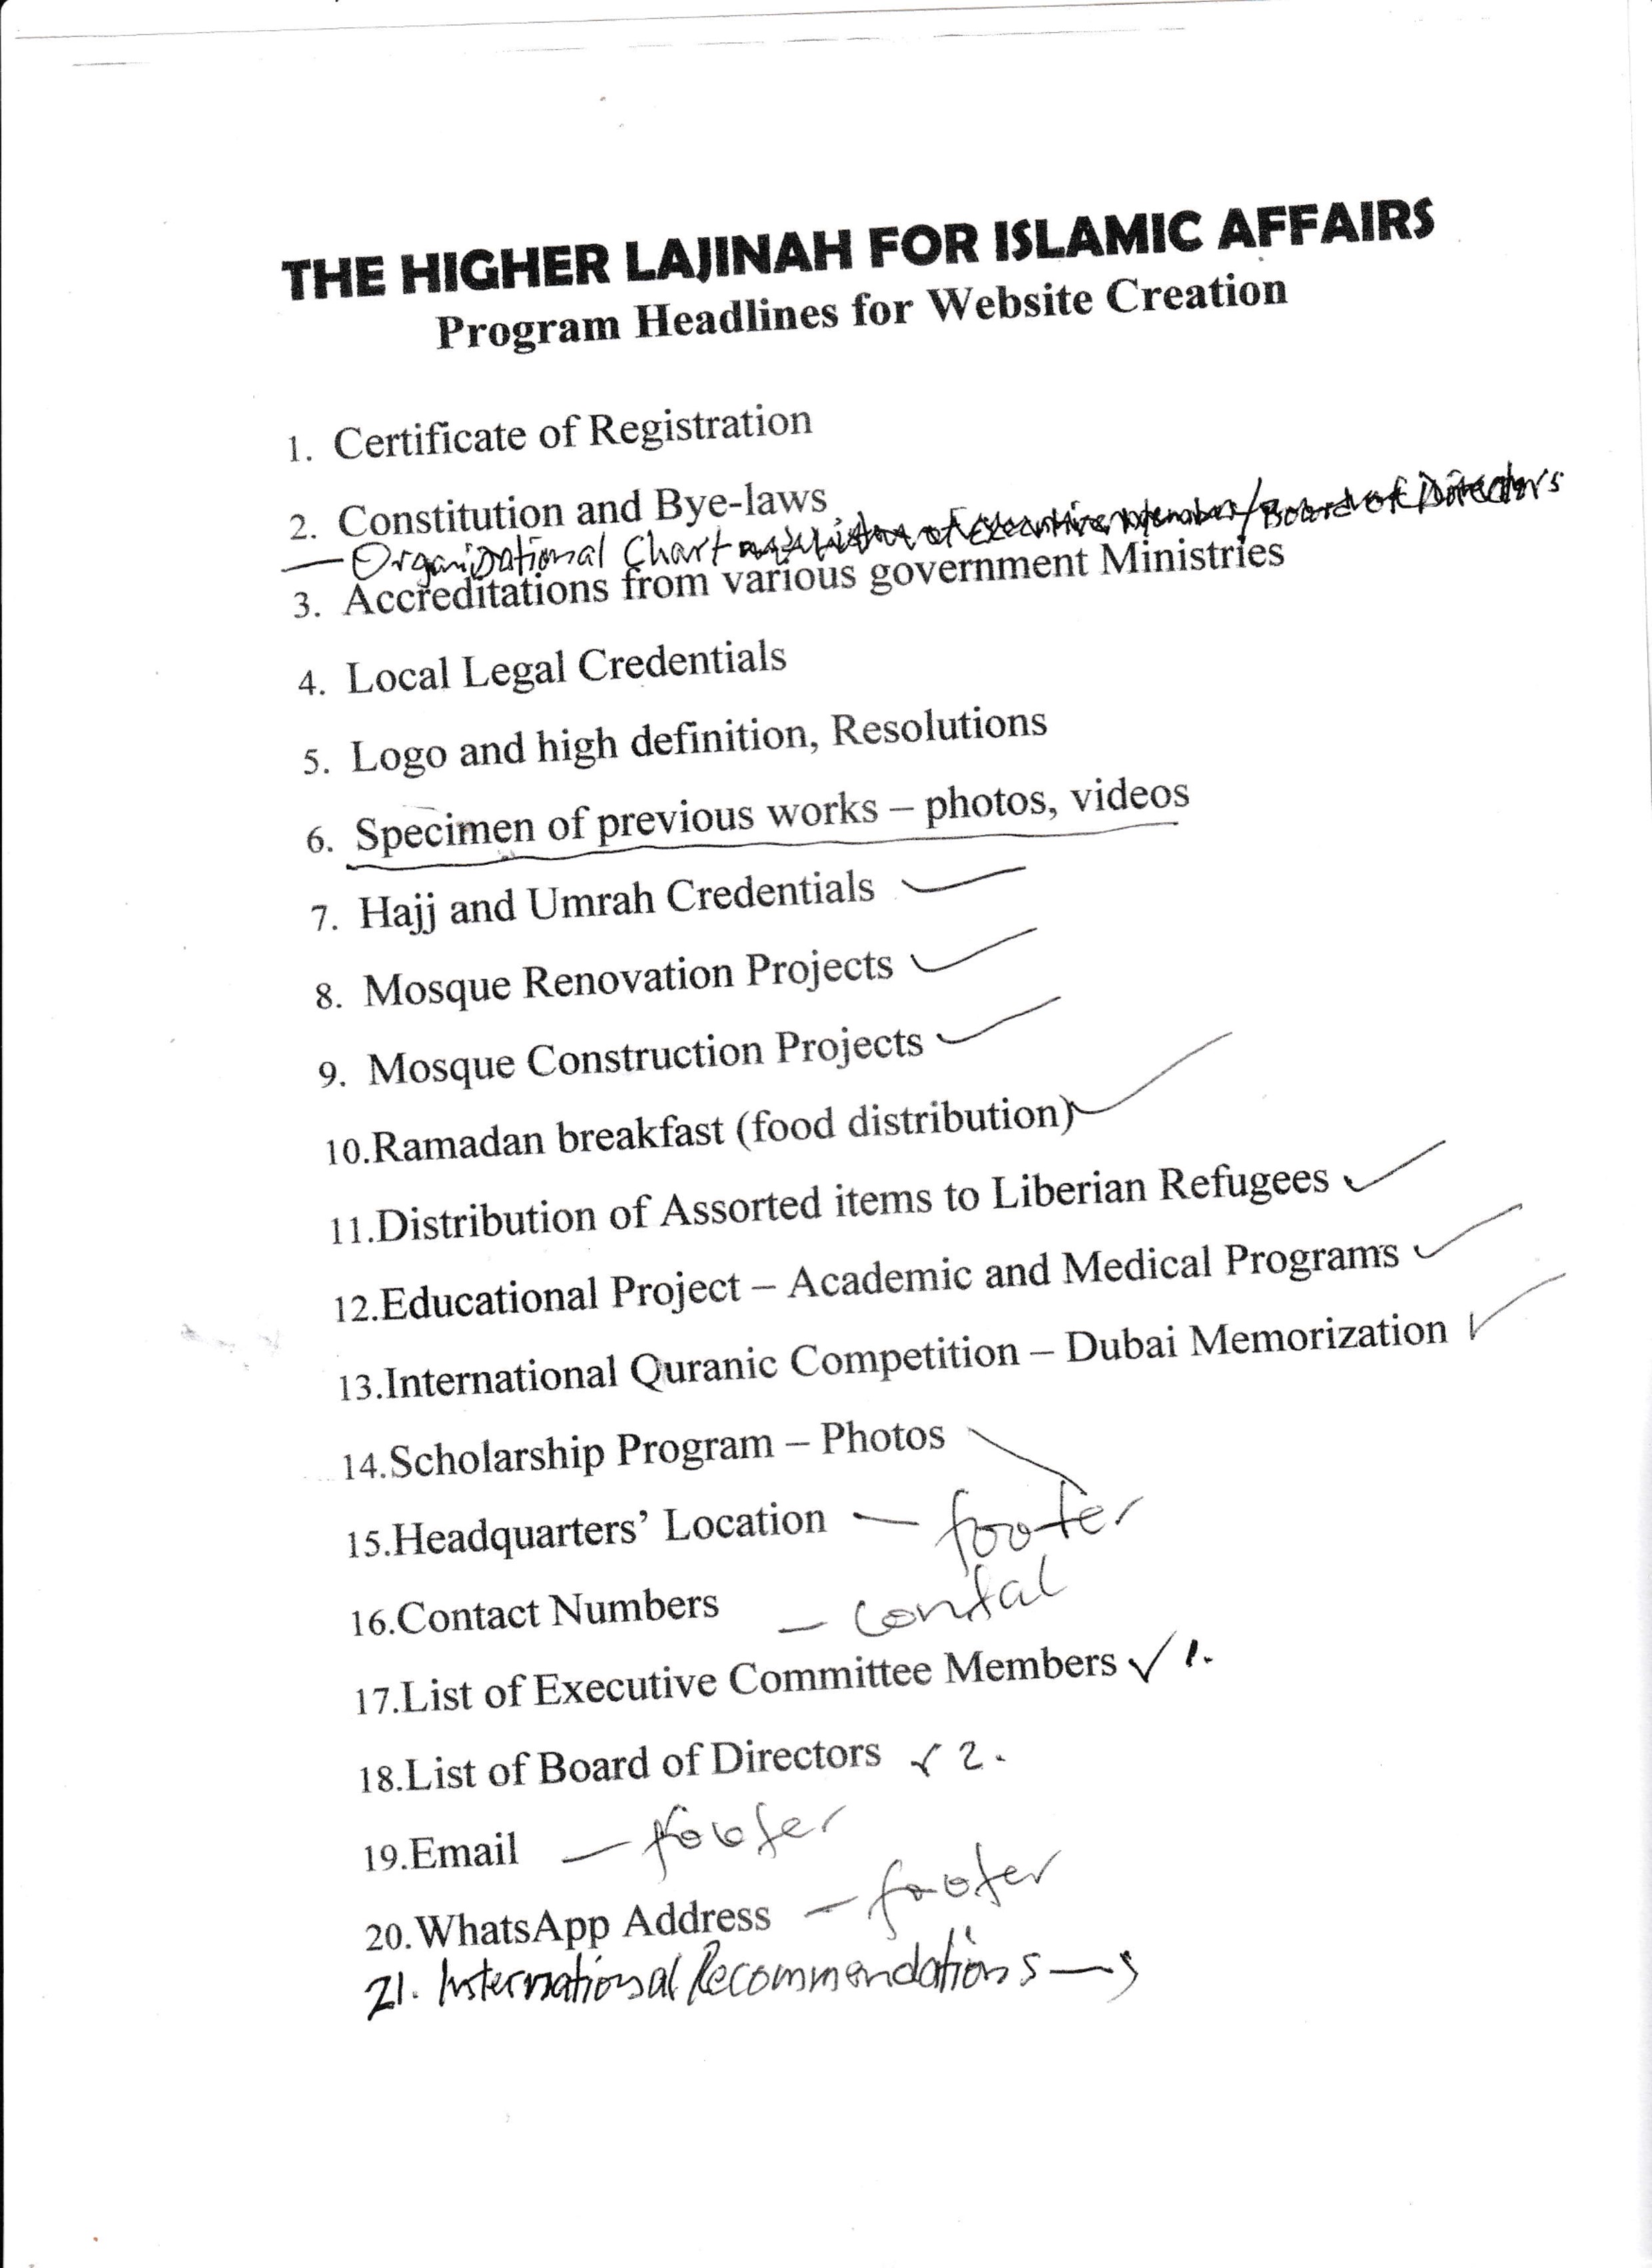 THE HIGHER LAJINAH FOR ISLAMIC AFFAIRS
Program Headlines for Website Creation
1. Certificate of Registration
2. Constitution and Bye-laws
— Organizational Chart of Executive Member/Board of Directors
3. Accreditations from various government Ministries
4. Local Legal Credentials
5. Logo and high definition, Resolutions
6. Specimen of previous works – photos, videos
7. Hajj and Umrah Credentials ✓
8. Mosque Renovation Projects ✓
9. Mosque Construction Projects ✓
10.Ramadan breakfast (food distribution) ✓
11.Distribution of Assorted items to Liberian Refugees ✓
12.Educational Project – Academic and Medical Programs ✓
13.International Quranic Competition – Dubai Memorization ✓
14.Scholarship Program – Photos
15.Headquarters’ Location — footer
16.Contact Numbers —
17.List of Executive Committee Members ✓ 1.
18.List of Board of Directors ✓ 2.
19.Email — footer
20.WhatsApp Address — footer
21. International Recommendations —